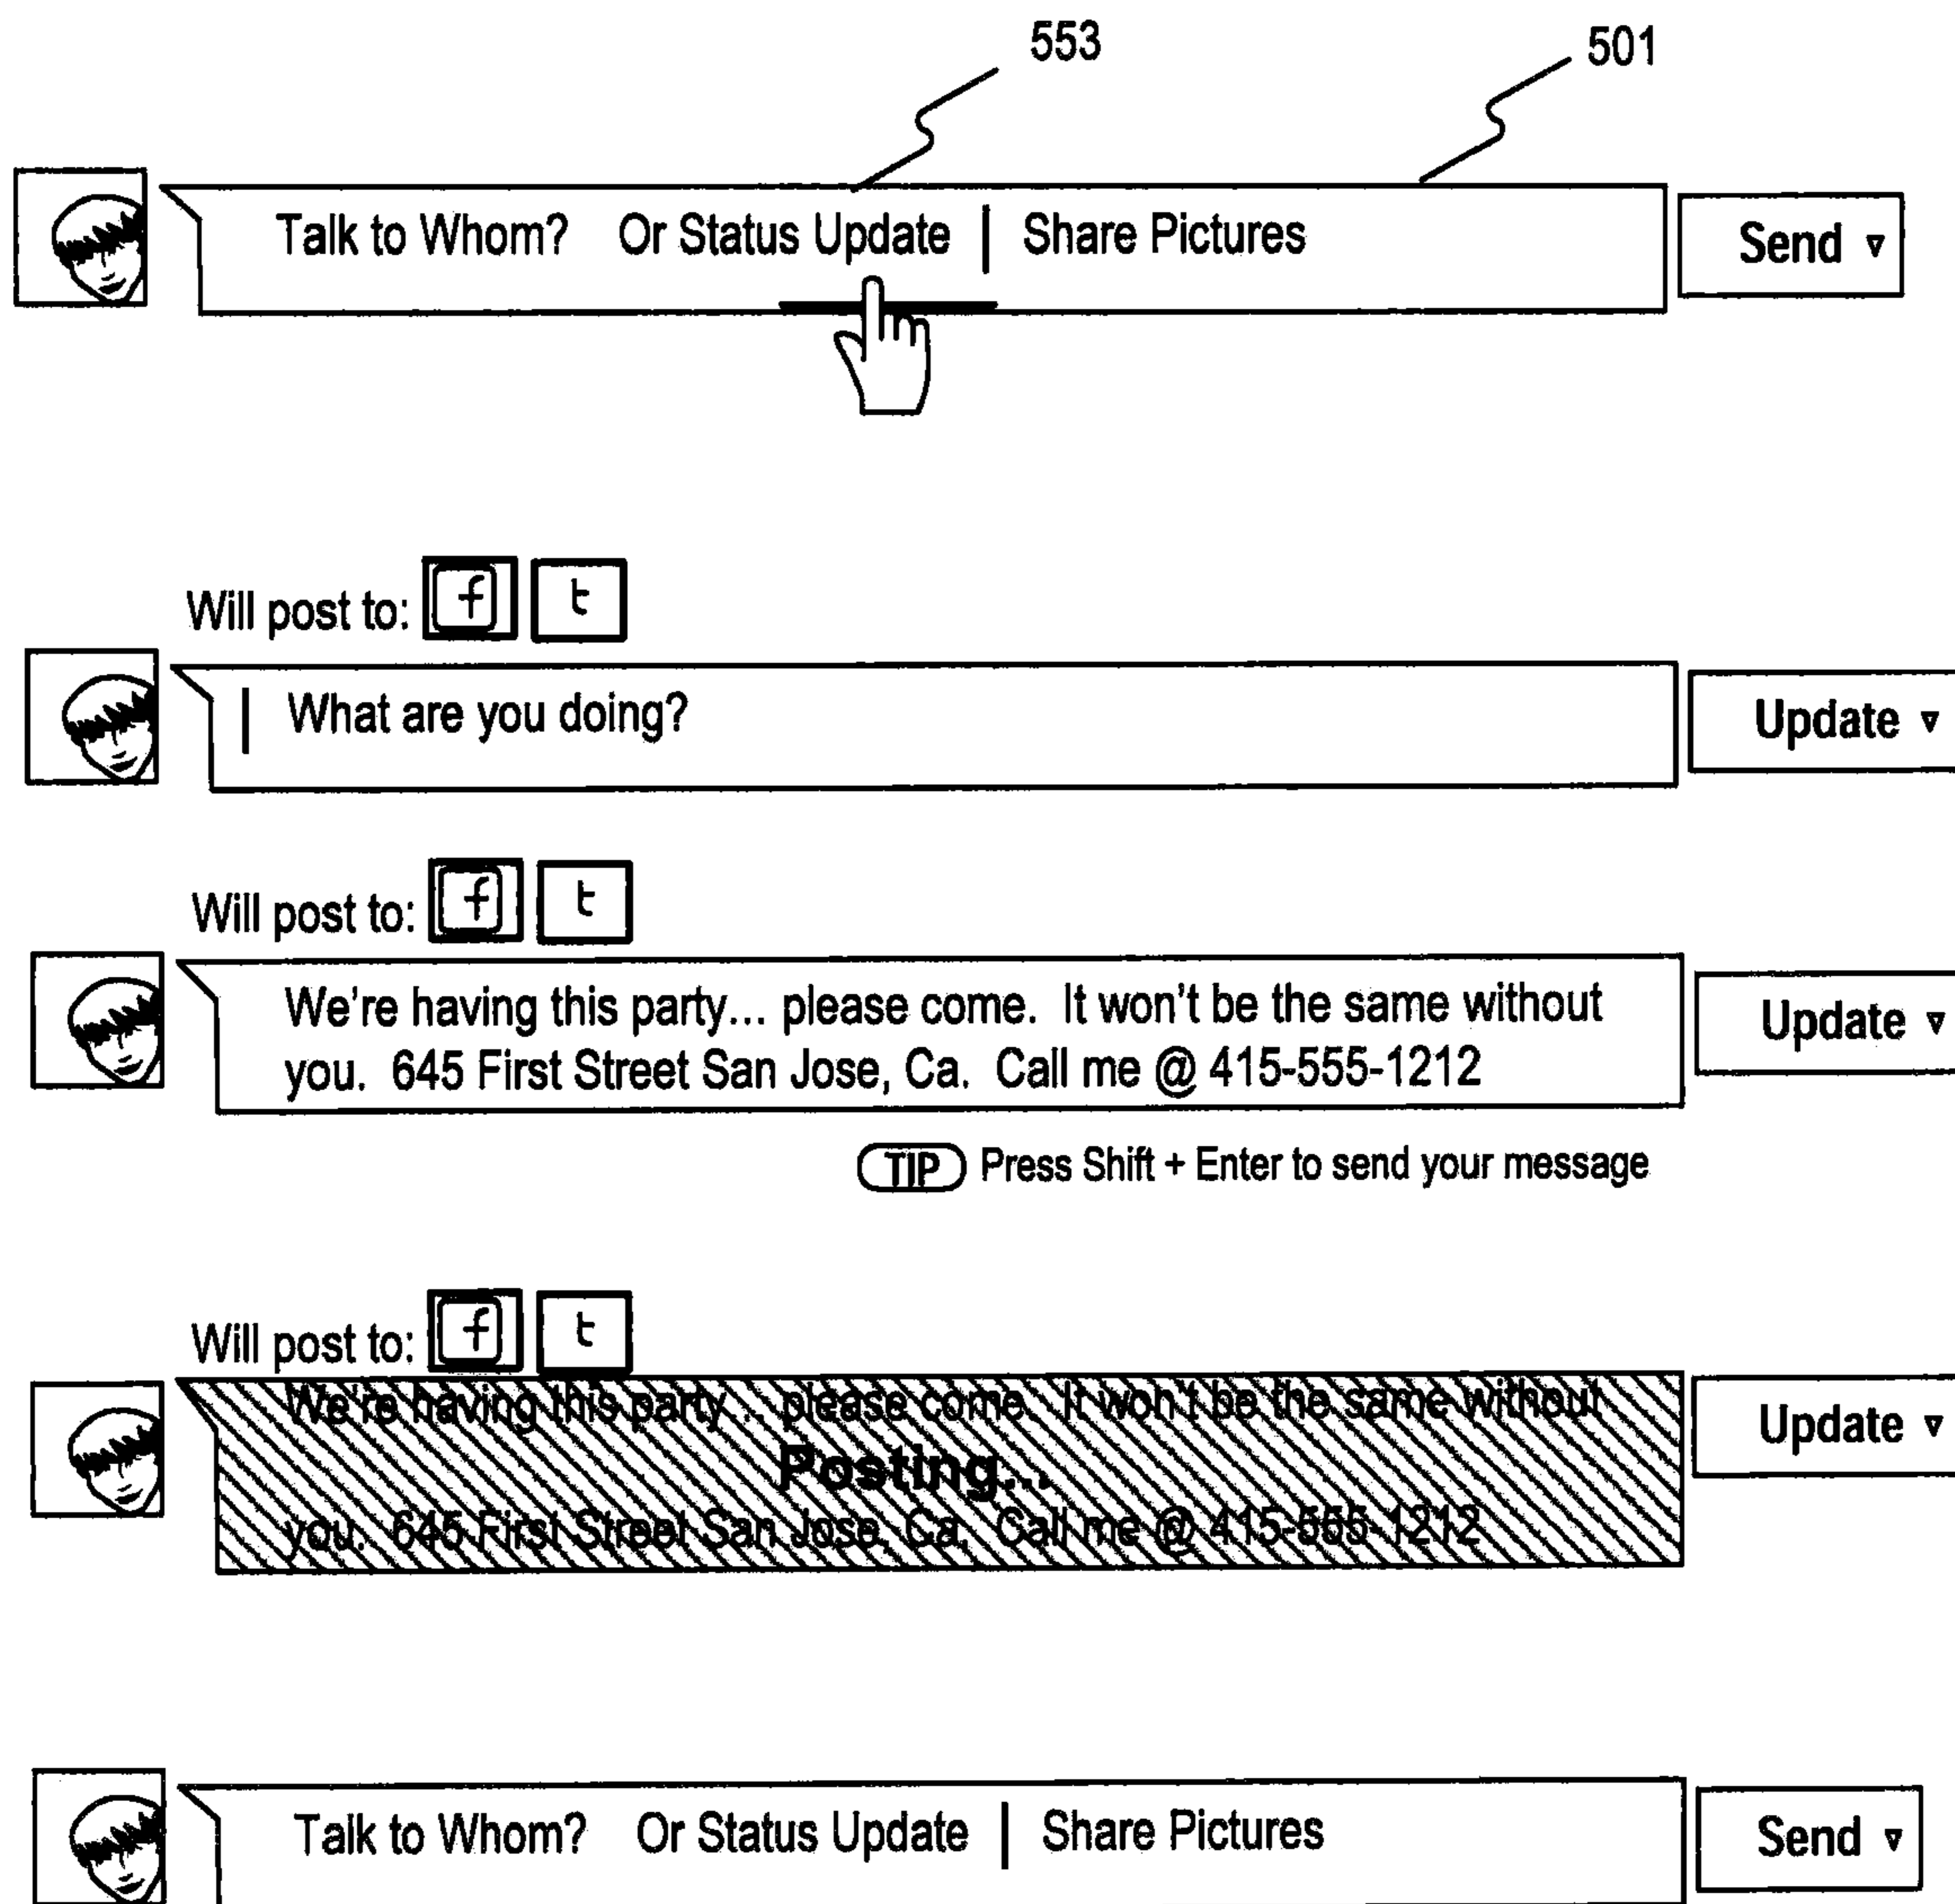 553
501
Talk to Whom? Or Status Update | Share Pictures
Send ▿
Will post to: f t
What are you doing?
Update ▿
Will post to: f t
We're having this party... please come. It won't be the same without
you. 645 First Street San Jose, Ca. Call me @ 415-555-1212
Update ▿
TIP Press Shift + Enter to send your message
Will post to: f t
We're having this party... please come. It won't be the same without
Posting...
you. 645 First Street San Jose, Ca. Call me @ 415-555-1212
Update ▿
Talk to Whom? Or Status Update | Share Pictures
Send ▿